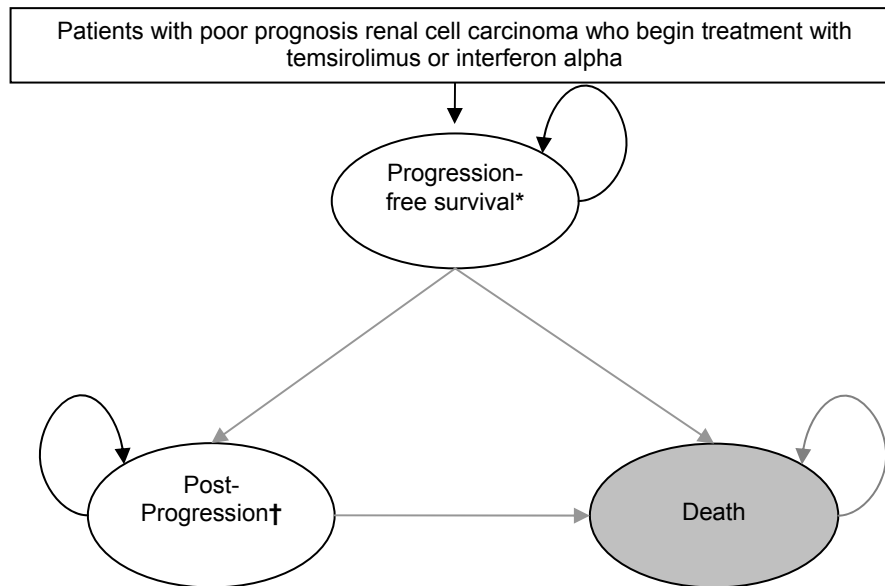 Patients with poor prognosis renal cell carcinoma who begin treatment with
temsirolimus or interferon alpha
Progression-
free survival*
Post-
Progression†
Death